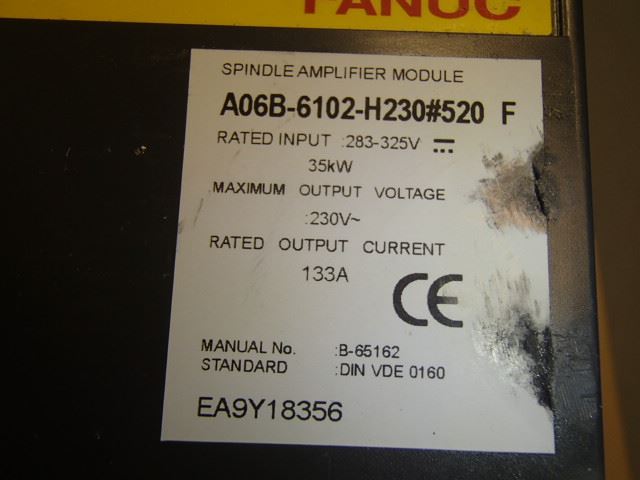 FANUC
SPINDLE AMPLIFIER MODULE
A06B-6102-H230#520 F
RATED INPUT :283-325V
35kW
MAXIMUM OUTPUT VOLTAGE
:230V~
RATED OUTPUT CURRENT
133A
CE
MANUAL No. :B-65162
STANDARD :DIN VDE 0160
EA9Y18356